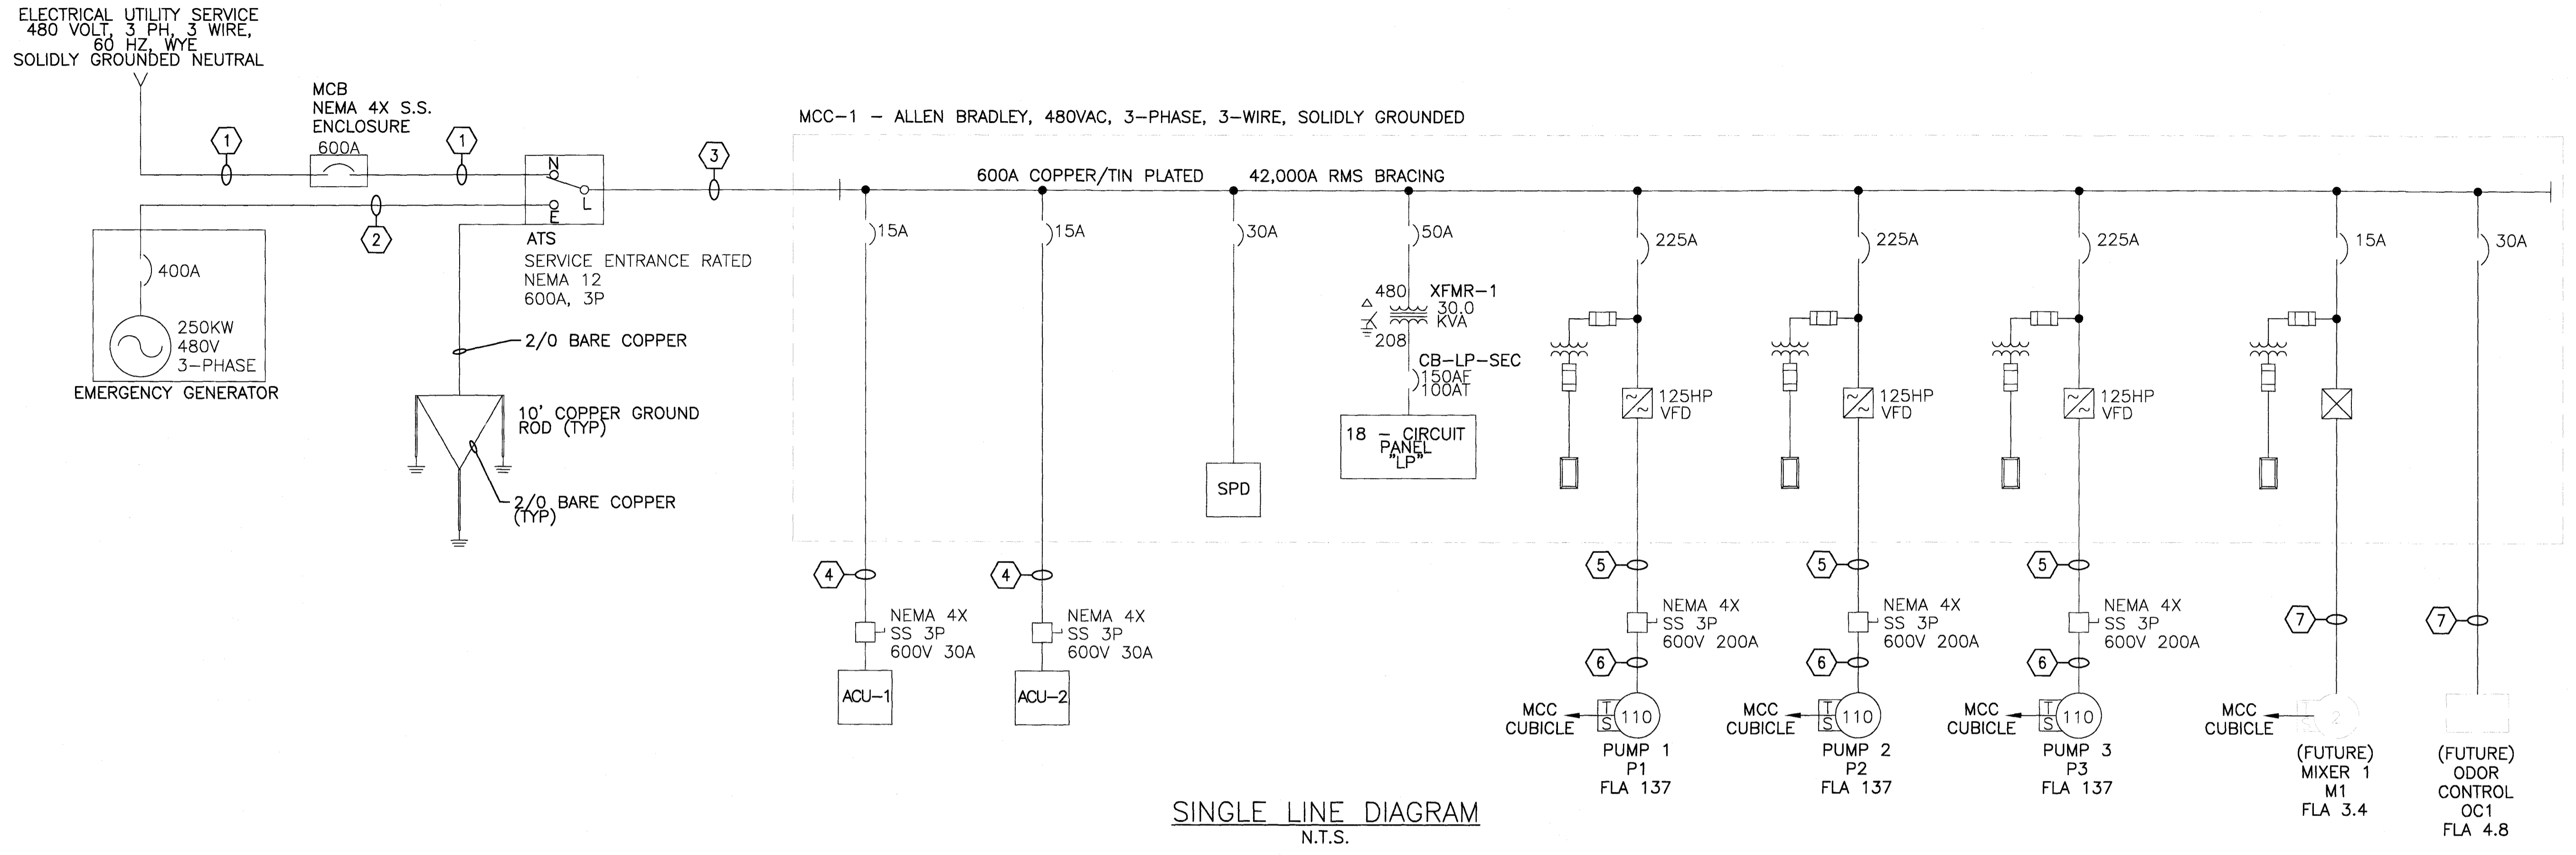 ELECTRICAL UTILITY SERVICE
480 VOLT, 3 PH, 3 WIRE,
60 HZ, WYE
SOLIDLY GROUNDED NEUTRAL
MCB
NEMA 4X S.S.
ENCLOSURE
600A
1
1
2
3
N
L
E
ATS
SERVICE ENTRANCE RATED
NEMA 12
600A, 3P
400A
250KW
480V
3-PHASE
EMERGENCY GENERATOR
2/0 BARE COPPER
10' COPPER GROUND
ROD (TYP)
2/0 BARE COPPER
(TYP)
MCC-1 - ALLEN BRADLEY, 480VAC, 3-PHASE, 3-WIRE, SOLIDLY GROUNDED
600A COPPER/TIN PLATED
42,000A RMS BRACING
15A
15A
30A
50A
225A
225A
225A
15A
30A
480
208
XFMR-1
30.0
KVA
CB-LP-SEC
150AF
100AT
18 - CIRCUIT
PANEL
"LP"
SPD
125HP
VFD
125HP
VFD
125HP
VFD
4
4
5
5
5
NEMA 4X
SS 3P
600V 30A
NEMA 4X
SS 3P
600V 30A
NEMA 4X
SS 3P
600V 200A
NEMA 4X
SS 3P
600V 200A
NEMA 4X
SS 3P
600V 200A
7
7
6
6
6
ACU-1
ACU-2
MCC
CUBICLE
T
S
110
PUMP 1
P1
FLA 137
MCC
CUBICLE
T
S
110
PUMP 2
P2
FLA 137
MCC
CUBICLE
T
S
110
PUMP 3
P3
FLA 137
MCC
CUBICLE
T
S
2
(FUTURE)
MIXER 1
M1
FLA 3.4
(FUTURE)
ODOR
CONTROL
OC1
FLA 4.8
SINGLE LINE DIAGRAM
N.T.S.